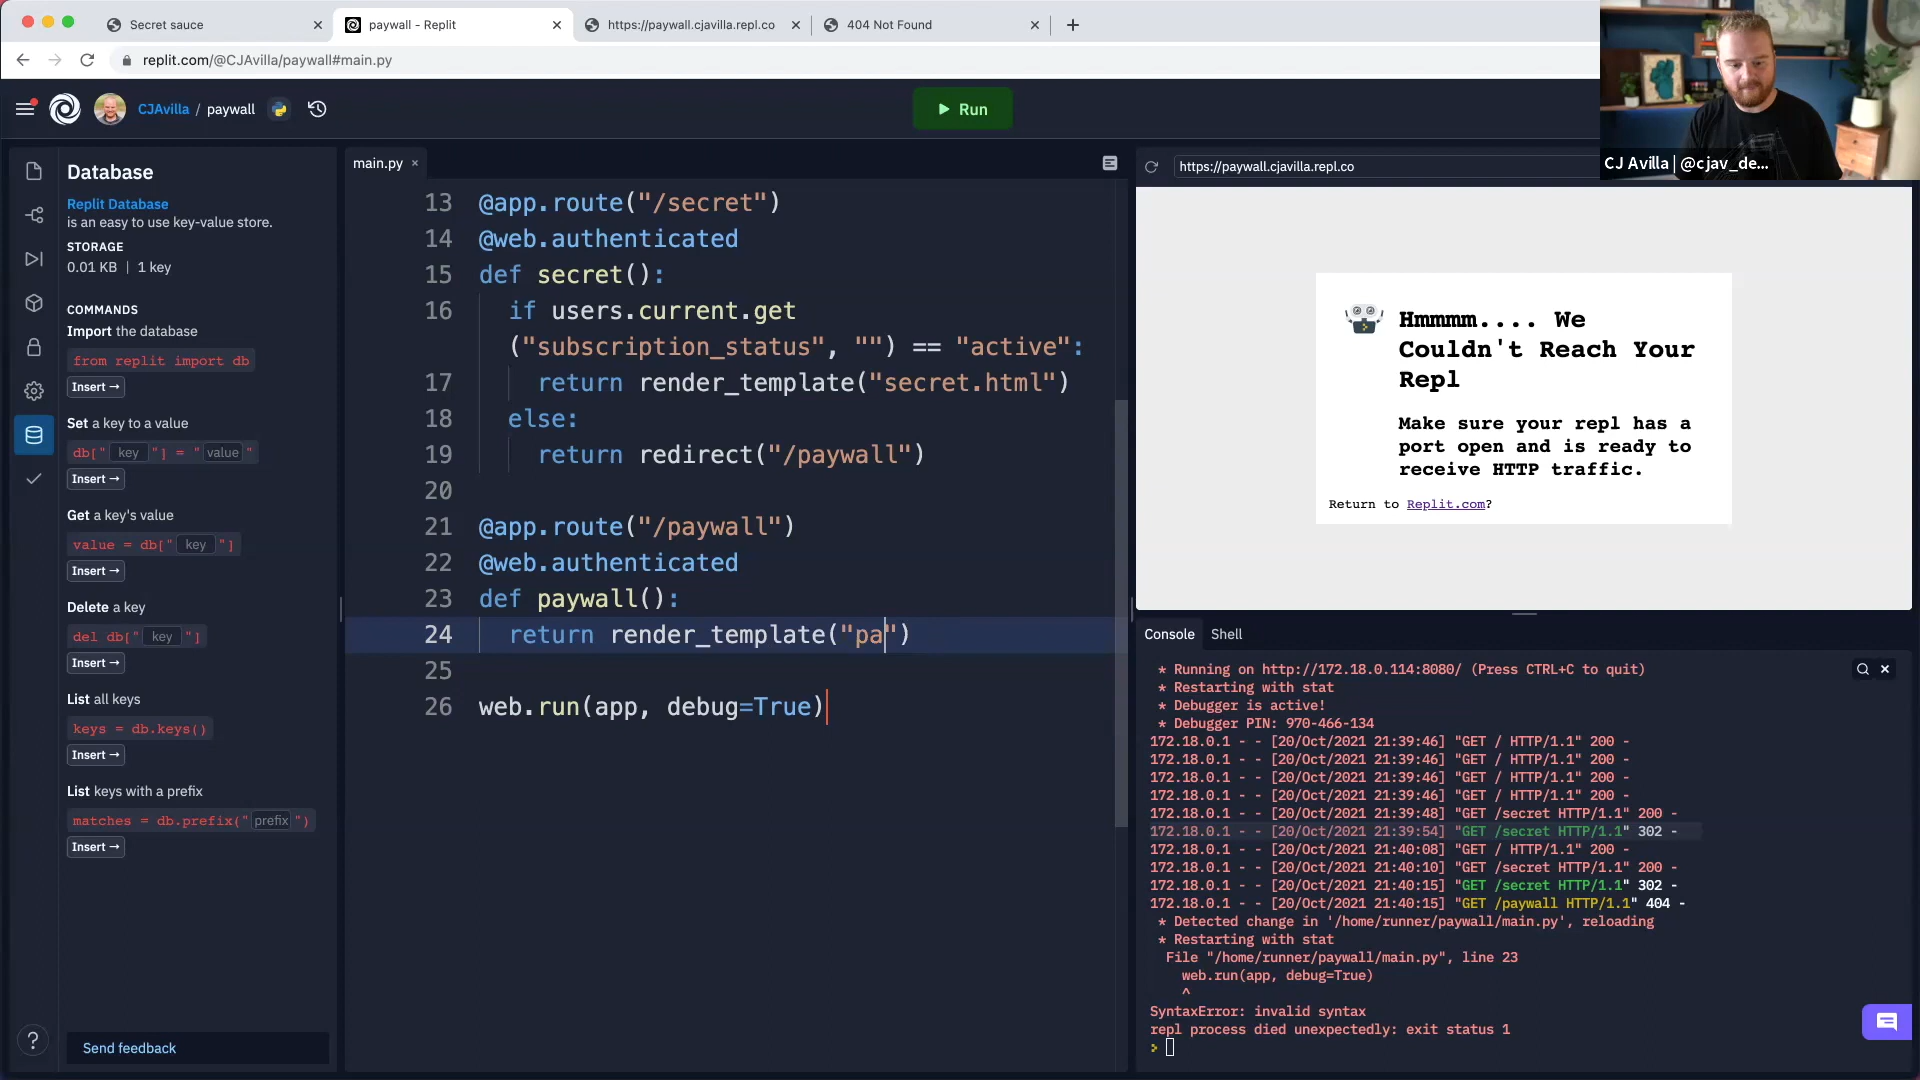 Secret sauce
paywall - Replit
https://paywall.cjavilla.repl.co
404 Not Found
replit.com/@CJAvilla/paywall#main.py
CJAvilla / paywall
Run
CJ Avilla | @cjav_de...
Database
Replit Database
is an easy to use key-value store.
STORAGE
0.01 KB | 1 key
COMMANDS
Import the database
from replit import db
Insert →
Set a key to a value
db[" key "] = " value "
Insert →
Get a key's value
value = db[" key "]
Insert →
Delete a key
del db[" key "]
Insert →
List all keys
keys = db.keys()
Insert →
List keys with a prefix
matches = db.prefix(" prefix ")
Insert →
?
Send feedback
main.py
13 @app.route("/secret")
14 @web.authenticated
15 def secret():
16 if users.current.get
("subscription_status", "") == "active":
17 return render_template("secret.html")
18 else:
19 return redirect("/paywall")
20
21 @app.route("/paywall")
22 @web.authenticated
23 def paywall():
24 return render_template("pa")
25
26 web.run(app, debug=True)
https://paywall.cjavilla.repl.co
Hmmmm.... We
Couldn't Reach Your
Repl
Make sure your repl has a
port open and is ready to
receive HTTP traffic.
Return to Replit.com?
Console Shell
* Running on http://172.18.0.114:8080/ (Press CTRL+C to quit)
* Restarting with stat
* Debugger is active!
* Debugger PIN: 970-466-134
172.18.0.1 - - [20/Oct/2021 21:39:46] "GET / HTTP/1.1" 200 -
172.18.0.1 - - [20/Oct/2021 21:39:46] "GET / HTTP/1.1" 200 -
172.18.0.1 - - [20/Oct/2021 21:39:46] "GET / HTTP/1.1" 200 -
172.18.0.1 - - [20/Oct/2021 21:39:46] "GET / HTTP/1.1" 200 -
172.18.0.1 - - [20/Oct/2021 21:39:48] "GET /secret HTTP/1.1" 200 -
172.18.0.1 - - [20/Oct/2021 21:39:54] "GET /secret HTTP/1.1" 302 -
172.18.0.1 - - [20/Oct/2021 21:40:08] "GET / HTTP/1.1" 200 -
172.18.0.1 - - [20/Oct/2021 21:40:10] "GET /secret HTTP/1.1" 200 -
172.18.0.1 - - [20/Oct/2021 21:40:15] "GET /secret HTTP/1.1" 302 -
172.18.0.1 - - [20/Oct/2021 21:40:15] "GET /paywall HTTP/1.1" 404 -
* Detected change in '/home/runner/paywall/main.py', reloading
* Restarting with stat
File "/home/runner/paywall/main.py", line 23
web.run(app, debug=True)
^
SyntaxError: invalid syntax
repl process died unexpectedly: exit status 1